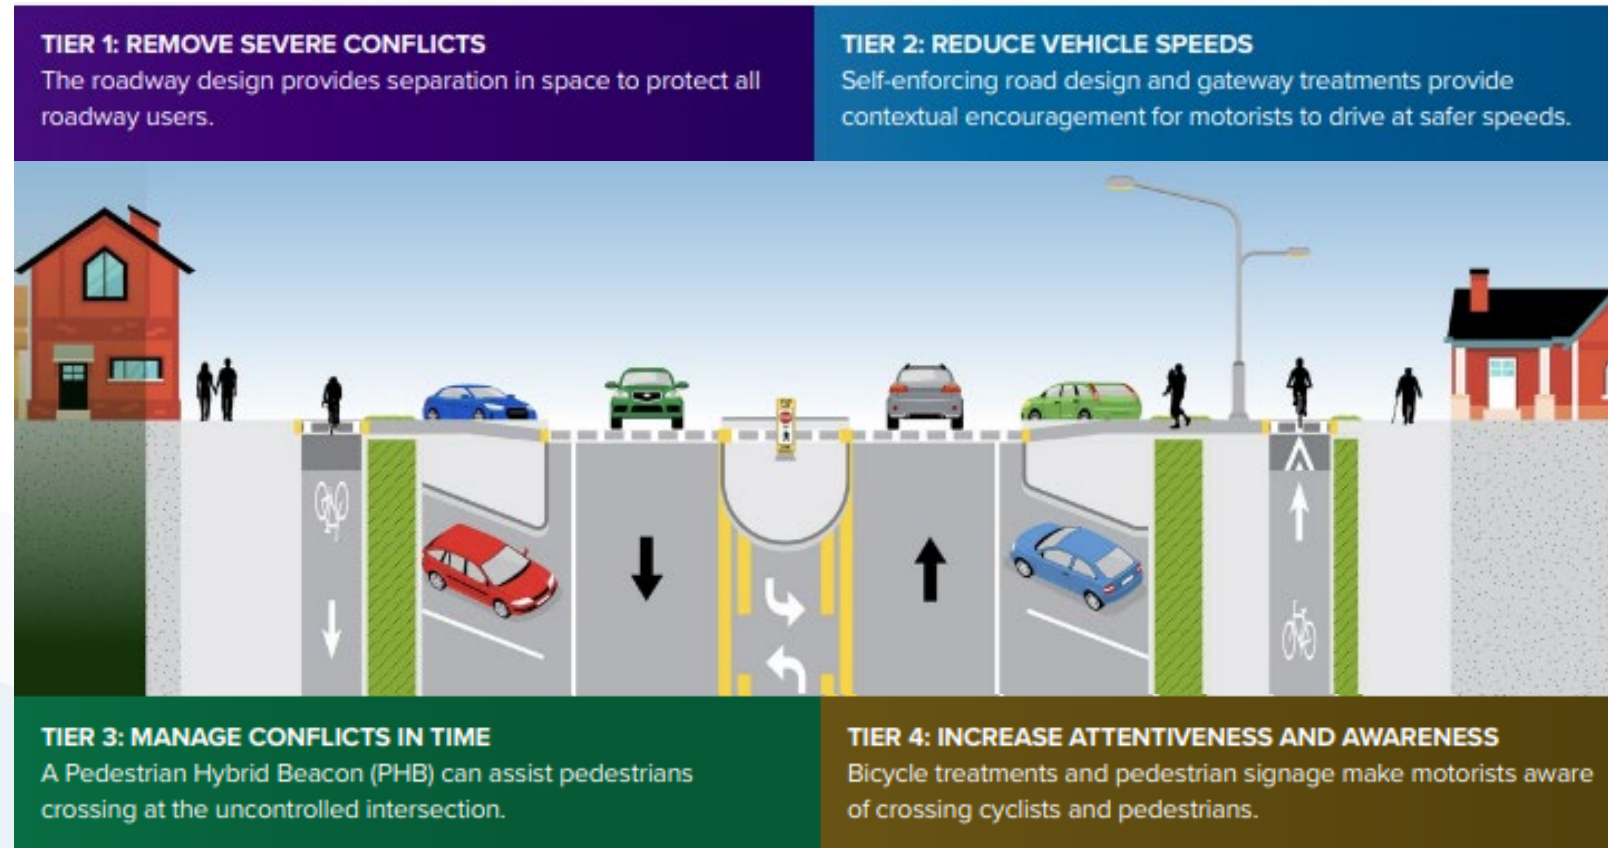 TIER 1: REMOVE SEVERE CONFLICTS
The roadway design provides separation in space to protect all
roadway users.
TIER 2: REDUCE VEHICLE SPEEDS
Self-enforcing road design and gateway treatments provide
contextual encouragement for motorists to drive at safer speeds.
TIER 3: MANAGE CONFLICTS IN TIME
A Pedestrian Hybrid Beacon (PHB) can assist pedestrians
crossing at the uncontrolled intersection.
TIER 4: INCREASE ATTENTIVENESS AND AWARENESS
Bicycle treatments and pedestrian signage make motorists aware
of crossing cyclists and pedestrians.